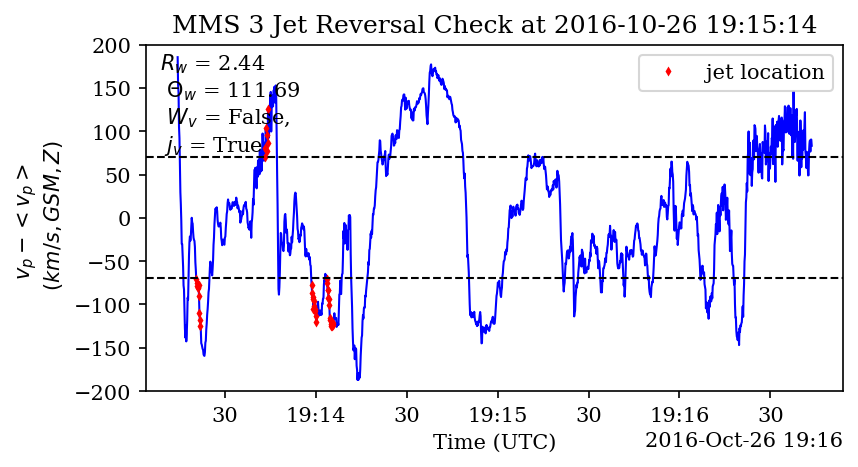 MMS 3 Jet Reversal Check at 2016-10-26 19:15:14
R_w = 2.44
Θ_w = 111.69
W_v = False,
j_v = True
jet location
v_p − < v_p >
(km/s, GSM, Z)
200
150
100
50
0
−50
−100
−150
−200
30
19:14
30
19:15
30
19:16
30
Time (UTC)
2016-Oct-26 19:16